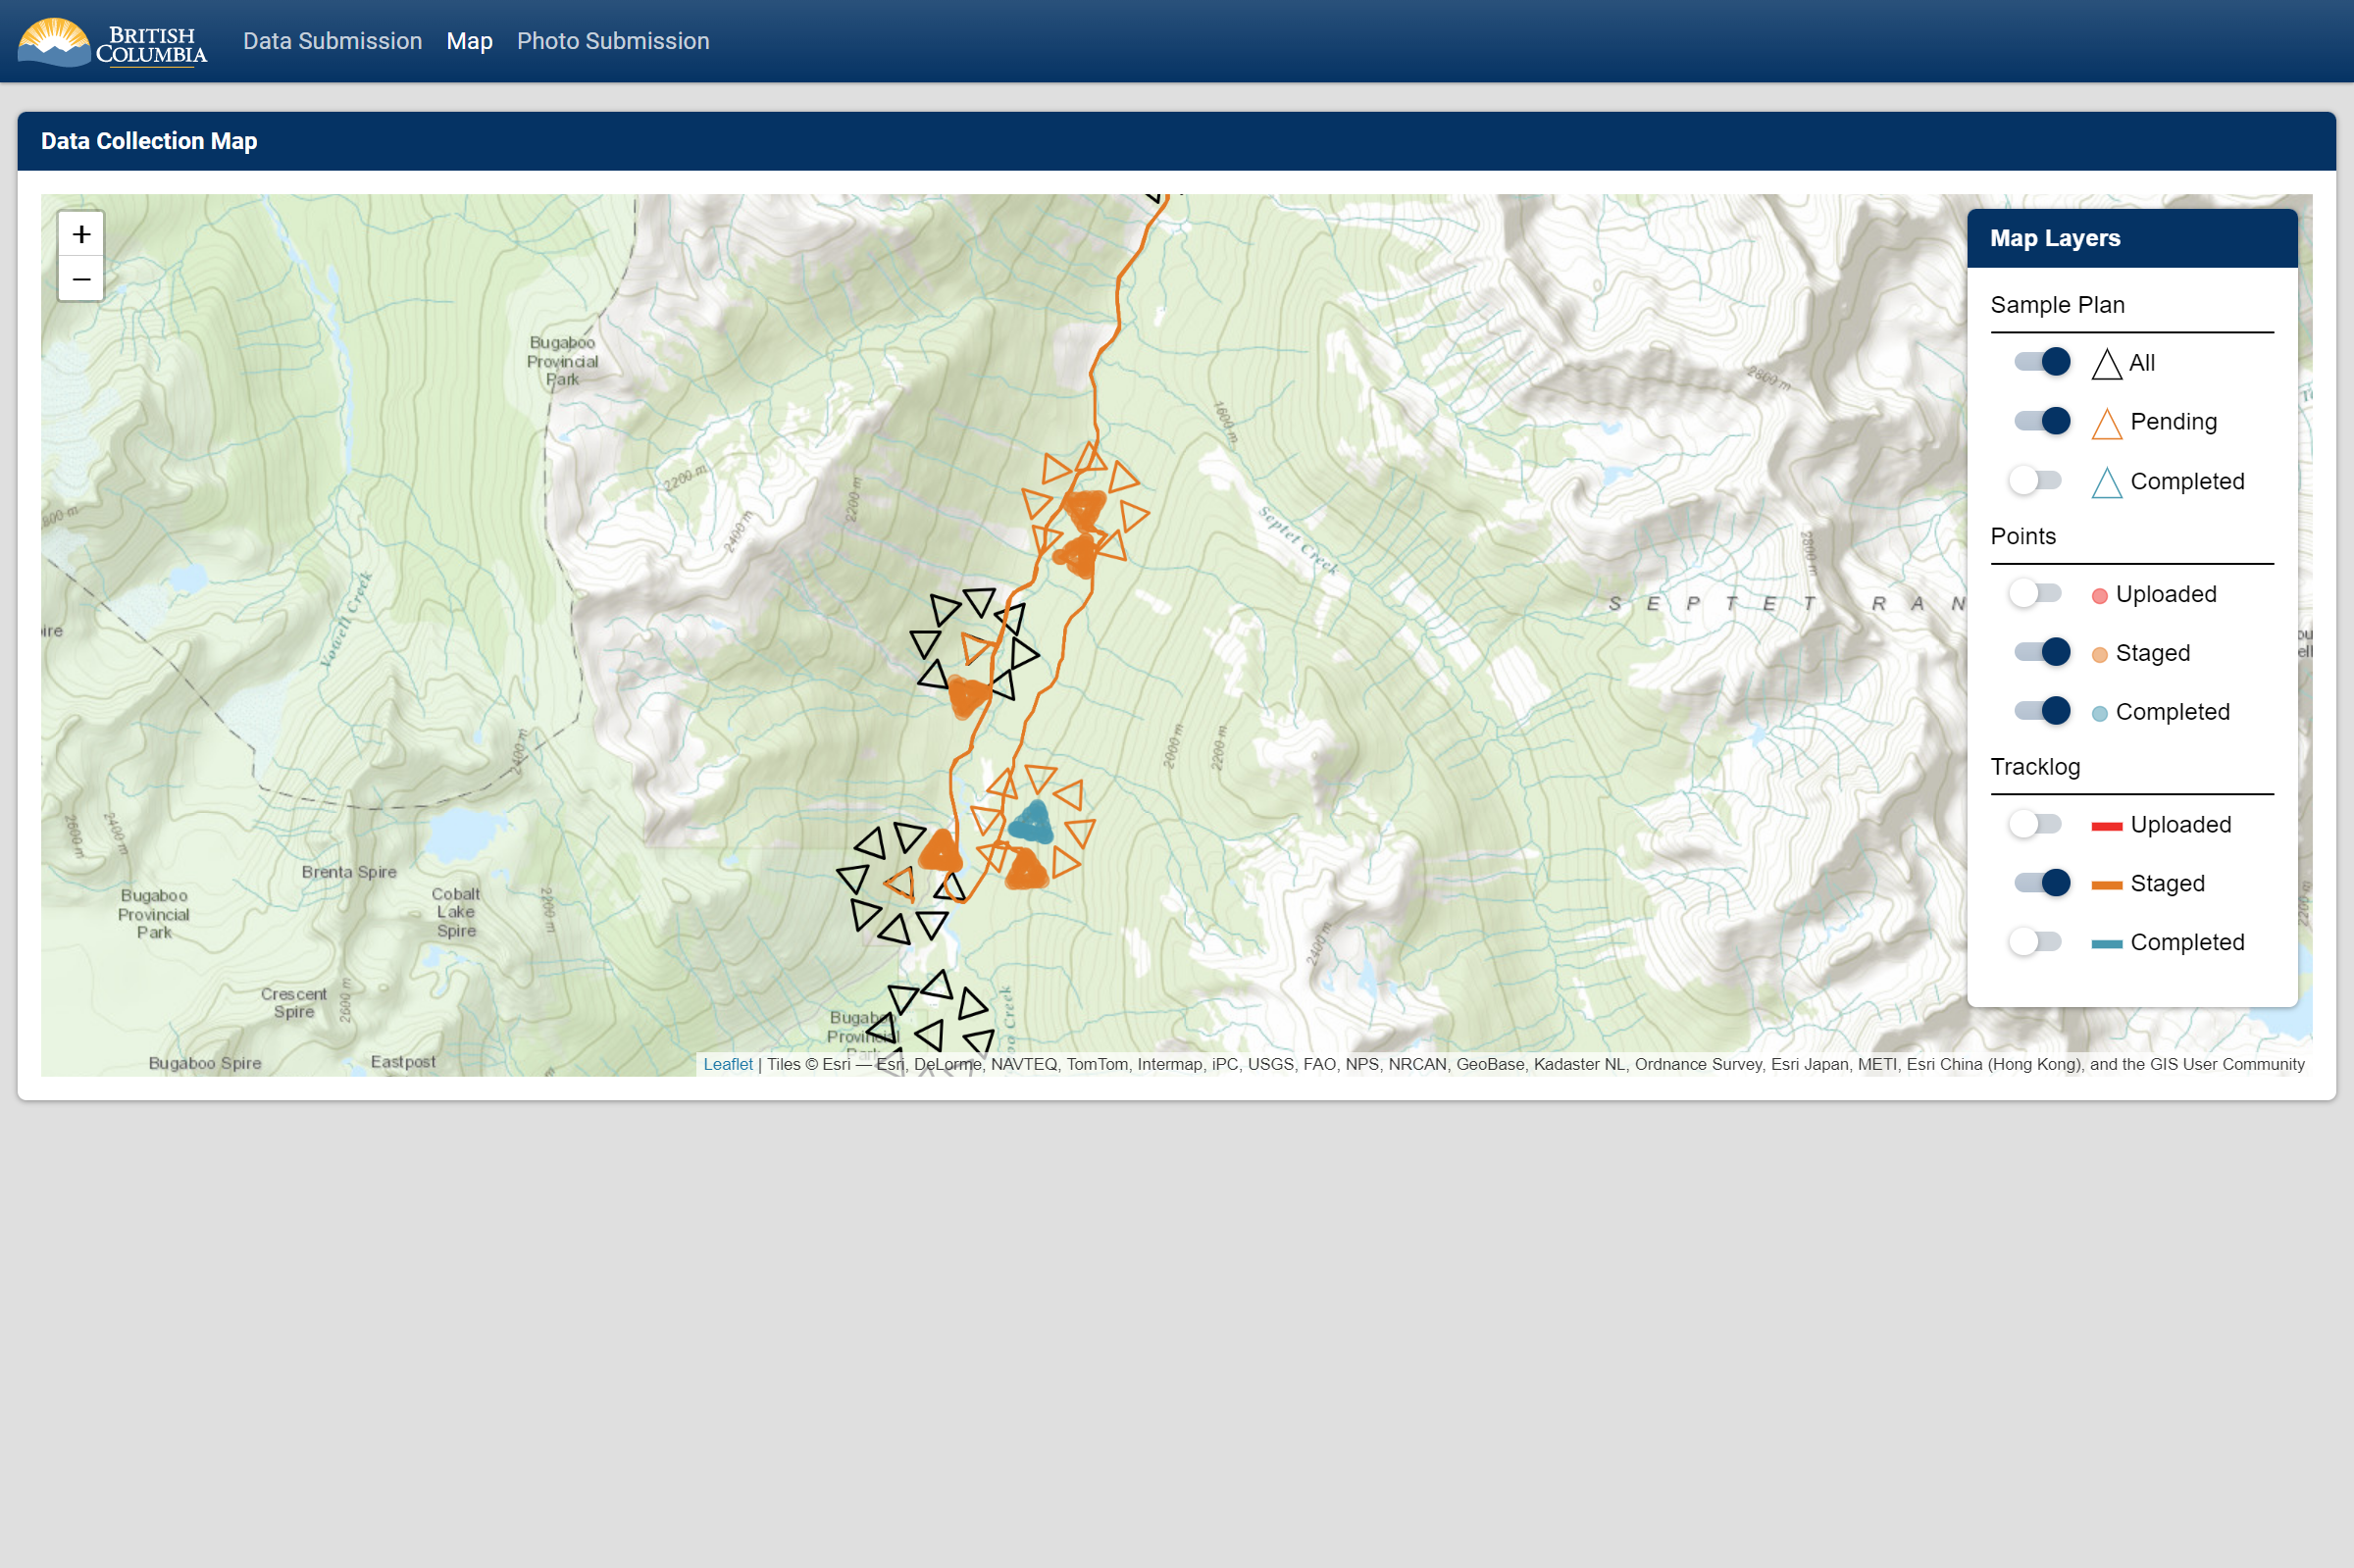 BRITISH
COLUMBIA
Data Submission
Map
Photo Submission
Data Collection Map
+
−
Map Layers
Sample Plan
All
Pending
Completed
Points
Uploaded
Staged
Completed
Tracklog
Uploaded
Staged
Completed
Bugaboo
Provincial
Park
2200 m
2200 m
2400 m
1600 m
2800 m
Septet Creek
2800 m
S E P T E T R A N
Vowell Creek
800 m
ire
2400 m
2000 m
2200 m
2600 m
2400 m
Brenta Spire
Bugaboo
Provincial
Park
Cobalt
Lake
Spire
2200 m
2400 m
2200 m
Crescent
Spire
2600 m
Bugaboo
Provincial
Park
oo Creek
Bugaboo Spire
Eastpost
Leaflet | Tiles © Esri — Esri, DeLorme, NAVTEQ, TomTom, Intermap, iPC, USGS, FAO, NPS, NRCAN, GeoBase, Kadaster NL, Ordnance Survey, Esri Japan, METI, Esri China (Hong Kong), and the GIS User Community